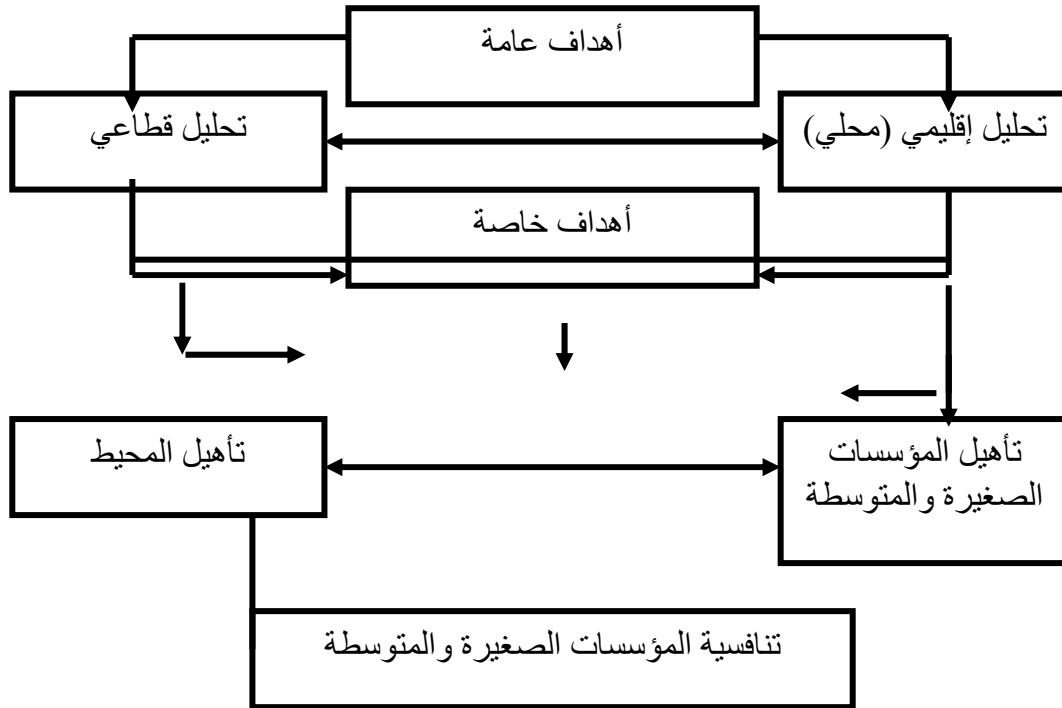 أهداف عامة
تحليل إقليمي (محلي)
تحليل قطاعي
أهداف خاصة
تأهيل المؤسسات
الصغيرة والمتوسطة
تأهيل المحيط
تنافسية المؤسسات الصغيرة والمتوسطة